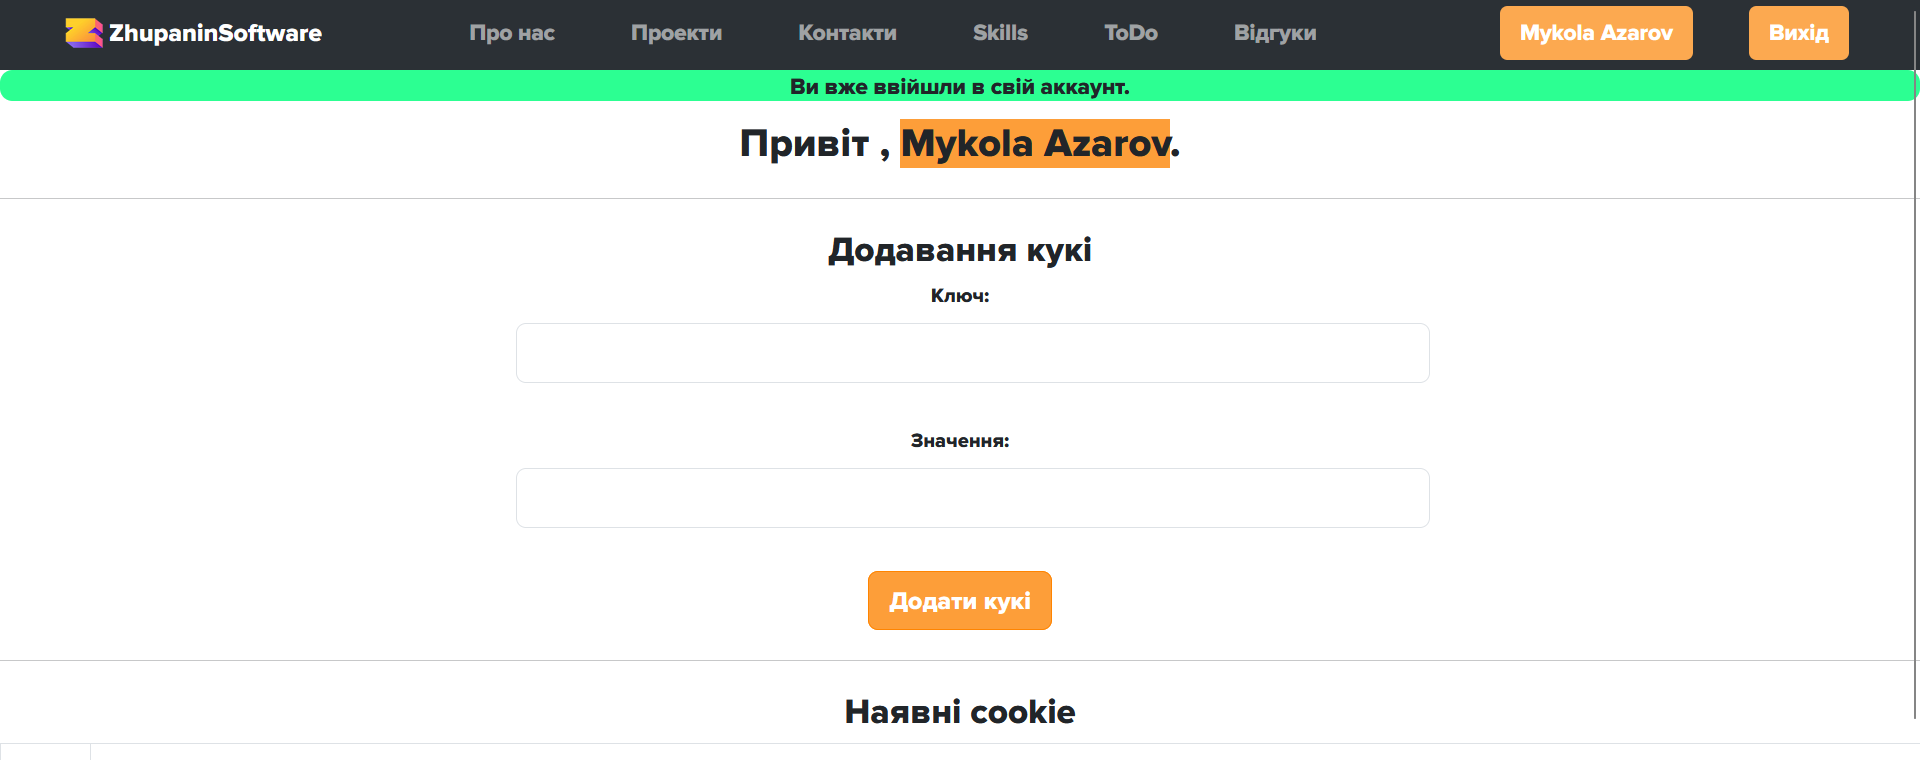 ZhupaninSoftware Про нас Проекти Контакти Skills ToDo Відгуки Mykola Azarov Вихід
Ви вже ввійшли в свій аккаунт.
Привіт , Mykola Azarov.
Додавання кукі
Ключ:
Значення:
Додати кукі
Наявні cookie